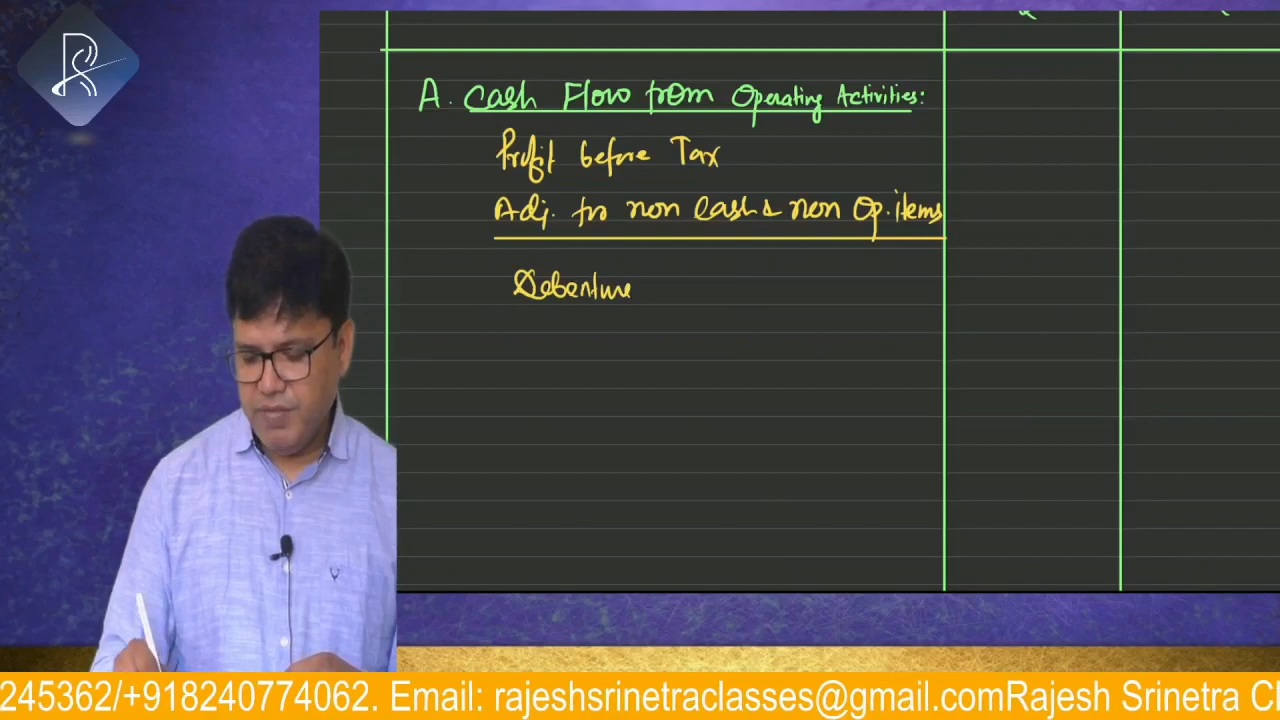 RS
A. Cash Flow from Operating Activities:
Profit before Tax
Adj. for non cash & non Op. items
Debenture
245362/+918240774062. Email: rajeshsrinetraclasses@gmail.comRajesh Srinetra Cl